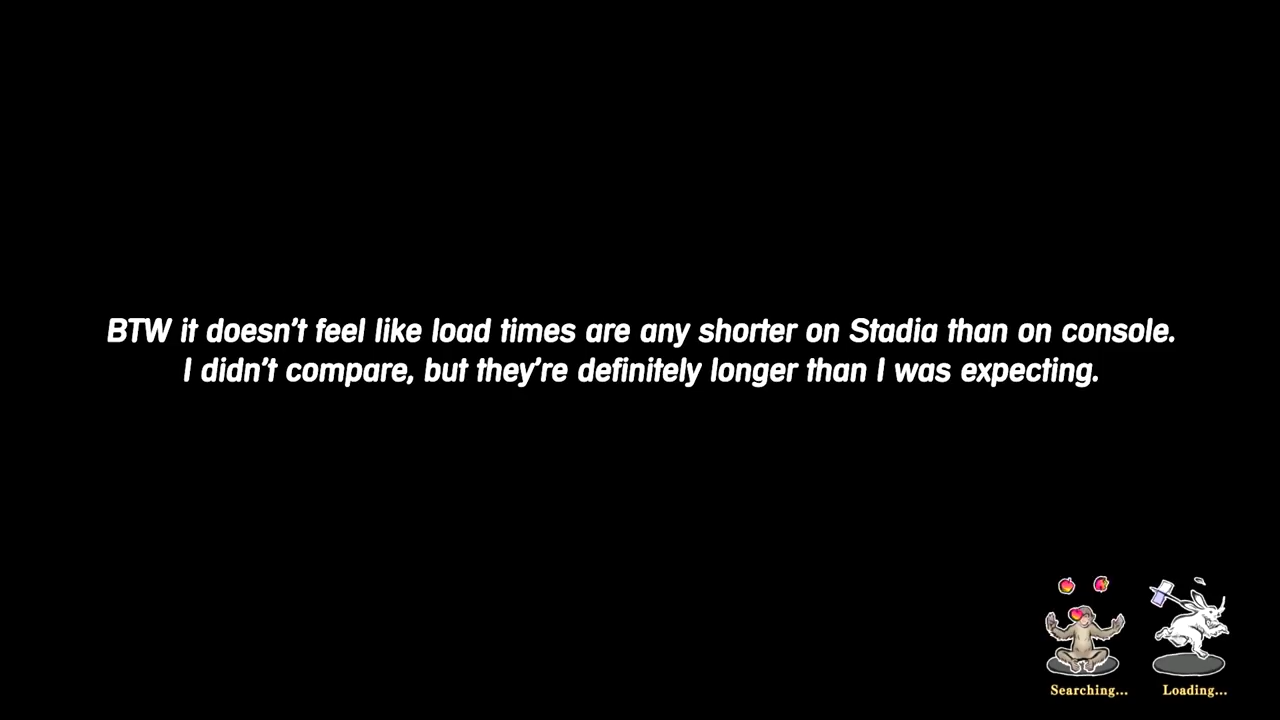 BTW it doesn't feel like load times are any shorter on Stadia than on console.
I didn't compare, but they're definitely longer than I was expecting.
Searching... Loading...